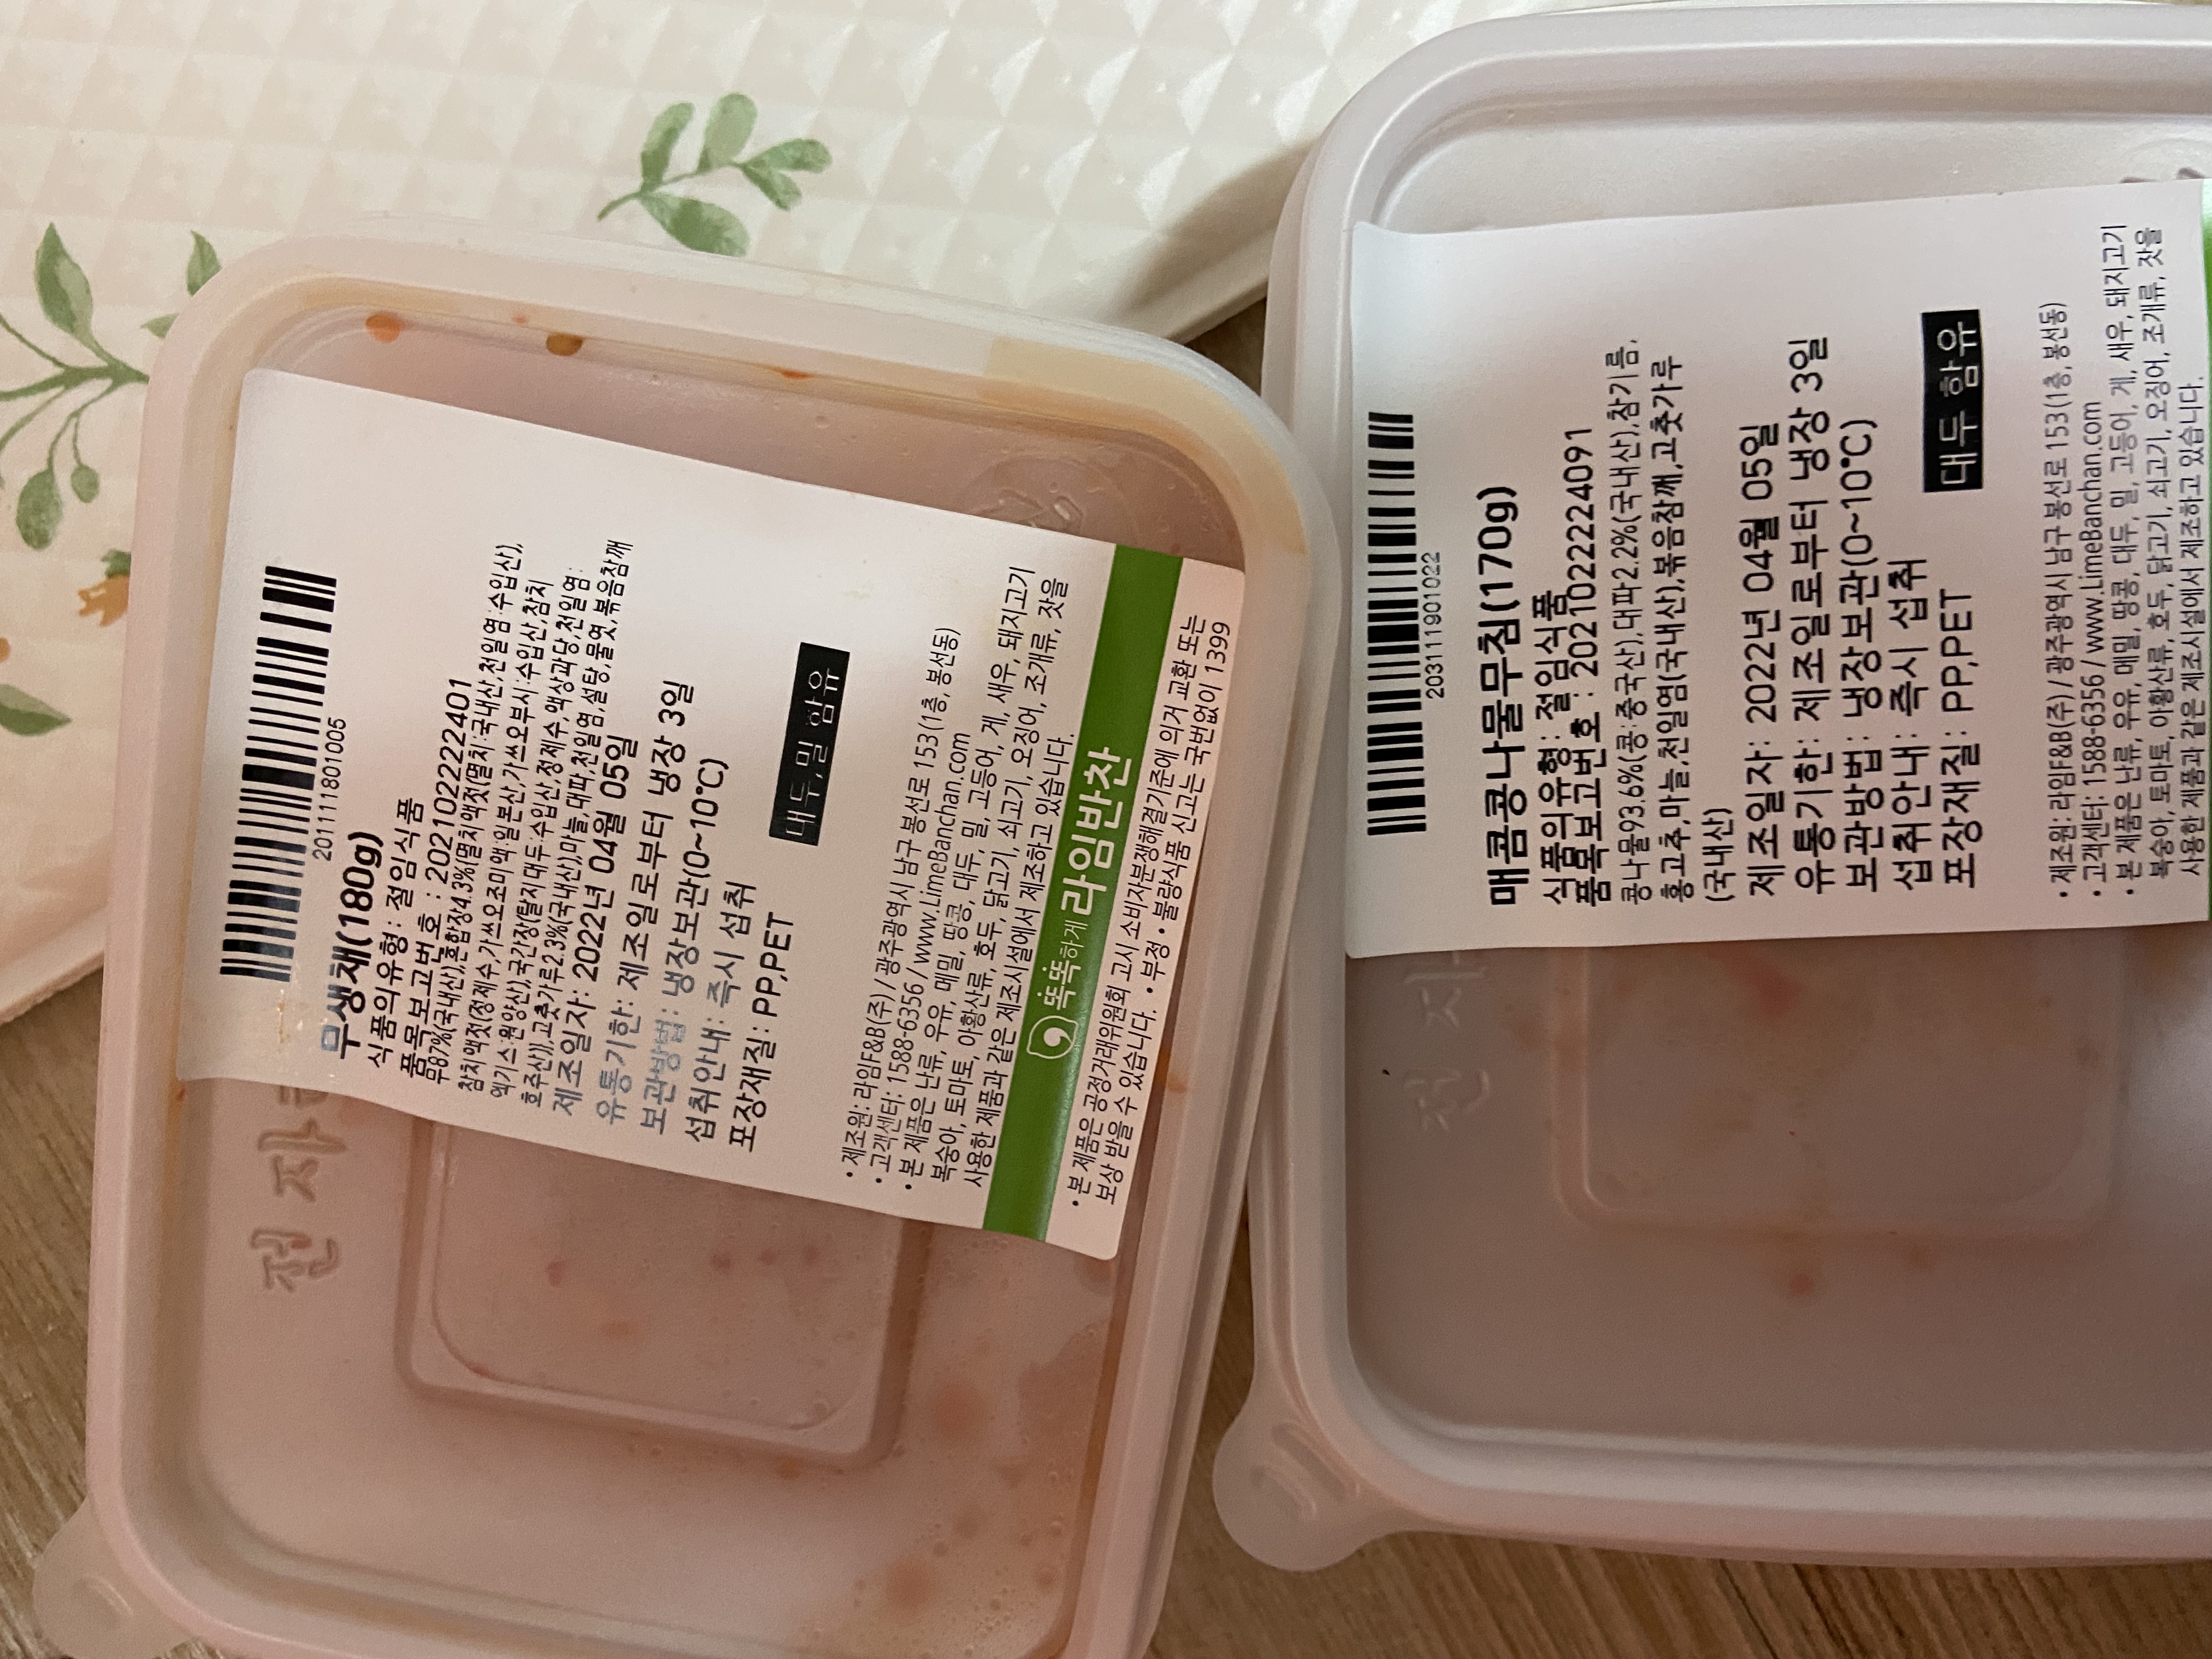 201111801005
무생채(180g)
식품의유형: 절임식품
품목보고번호 : 20210222401
무87%(국내산),혼합장4.3%{멸치액젓(멸치:국내산,천일염:수입산),
참치액젓(정제수,가쓰오조미액:일본산,가쓰오부시:수입산,참치
엑기스:원양산),국간장(탈지대두:수입산,정제수,액상과당,천일염:
호주산)},고춧가루2.3%(국내산),마늘,대파,천일염,설탕,물엿,볶음참깨
제조일자: 2022년 04월 05일
유통기한: 제조일로부터 냉장 3일
보관방법: 냉장보관(0~10℃)
섭취안내: 즉시 섭취
포장재질: PP,PET
대두,밀 함유
• 제조원: 라임F&B(주) / 광주광역시 남구 봉선로 153(1층, 봉선동)
• 고객센터: 1588-6356 / www.LimeBanchan.com
• 본 제품은 난류, 우유, 메밀, 땅콩, 대두, 밀, 고등어, 게, 새우, 돼지고기
복숭아, 토마토, 아황산류, 호두, 닭고기, 쇠고기, 오징어, 조개류, 잣을
사용한 제품과 같은 제조시설에서 제조하고 있습니다.
똑똑하게 라임반찬
• 본 제품은 공정거래위원회 고시 소비자분쟁해결기준에 의거 교환 또는
보상 받을 수 있습니다. • 부정 • 불량식품 신고는 국번없이 1399
전 자
203111901022
매콤콩나물무침(170g)
식품의유형: 절임식품
품목보고번호 : 202102224091
콩나물93.6%(콩:중국산),대파2.2%(국내산),참기름,
홍고추,마늘,천일염(국내산),볶음참깨,고춧가루
(국내산)
제조일자: 2022년 04월 05일
유통기한: 제조일로부터 냉장 3일
보관방법: 냉장보관(0~10℃)
섭취안내: 즉시 섭취
포장재질: PP,PET
대두 함유
• 제조원: 라임F&B(주) / 광주광역시 남구 봉선로 153(1층, 봉선동)
• 고객센터: 1588-6356 / www.LimeBanchan.com
• 본 제품은 난류, 우유, 메밀, 땅콩, 대두, 밀, 고등어, 게, 새우, 돼지고기
복숭아, 토마토, 아황산류, 호두, 닭고기, 쇠고기, 오징어, 조개류, 잣을
사용한 제품과 같은 제조시설에서 제조하고 있습니다.
전 자